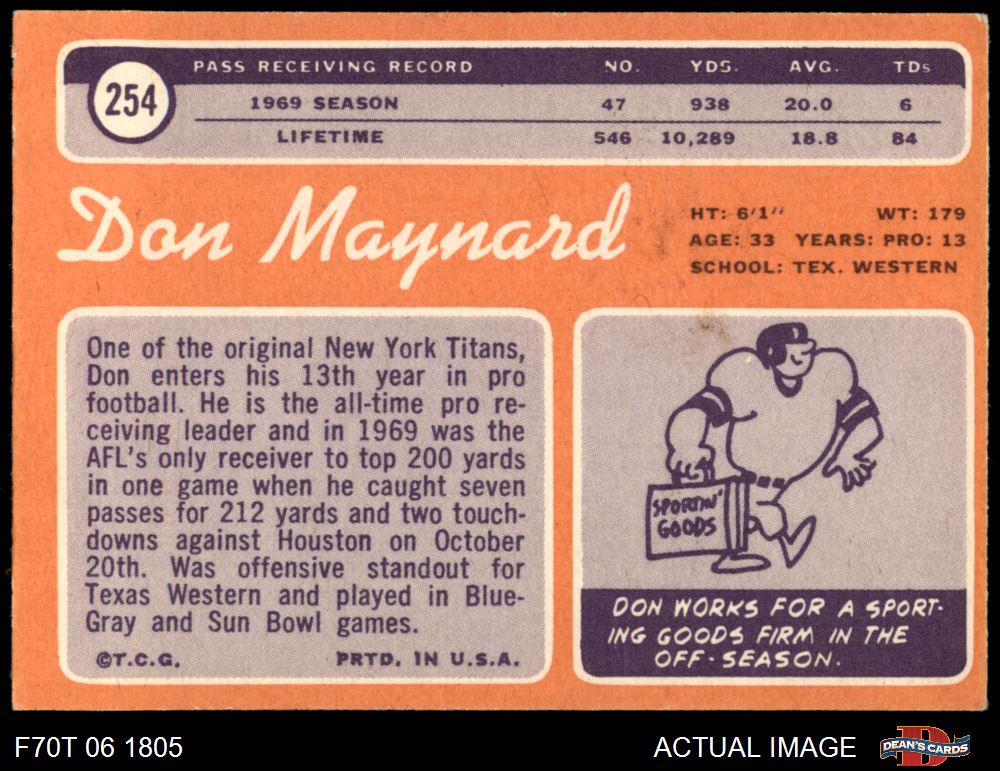 254
PASS RECEIVING RECORD NO. YDS. AVG. TDs
1969 SEASON 47 938 20.0 6
LIFETIME 546 10,289 18.8 84
Don Maynard
HT: 6'1" WT: 179
AGE: 33 YEARS: PRO: 13
SCHOOL: TEX. WESTERN
One of the original New York Titans,
Don enters his 13th year in pro
football. He is the all-time pro re-
ceiving leader and in 1969 was the
AFL's only receiver to top 200 yards
in one game when he caught seven
passes for 212 yards and two touch-
downs against Houston on October
20th. Was offensive standout for
Texas Western and played in Blue-
Gray and Sun Bowl games.
©T.C.G. PRTD. IN U.S.A.
SPORTIN'
GOODS
DON WORKS FOR A SPORT-
ING GOODS FIRM IN THE
OFF-SEASON.
F70T 06 1805 ACTUAL IMAGE DEAN'S CARDS